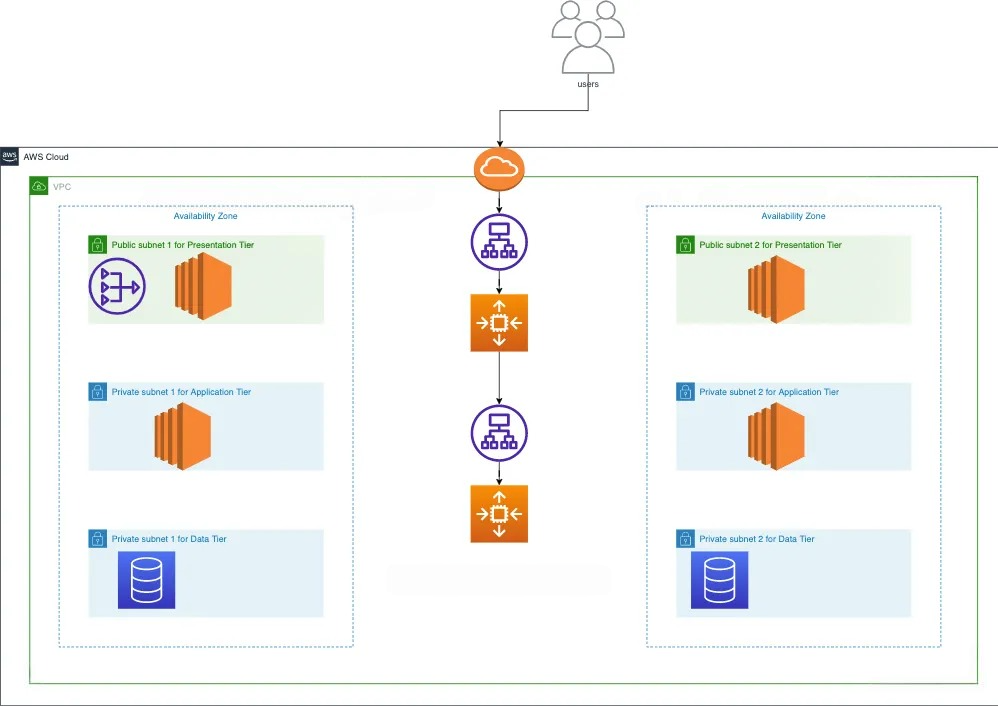 users
aws
AWS Cloud
VPC
Availability Zone
Public subnet 1 for Presentation Tier
Private subnet 1 for Application Tier
Private subnet 1 for Data Tier
Availability Zone
Public subnet 2 for Presentation Tier
Private subnet 2 for Application Tier
Private subnet 2 for Data Tier